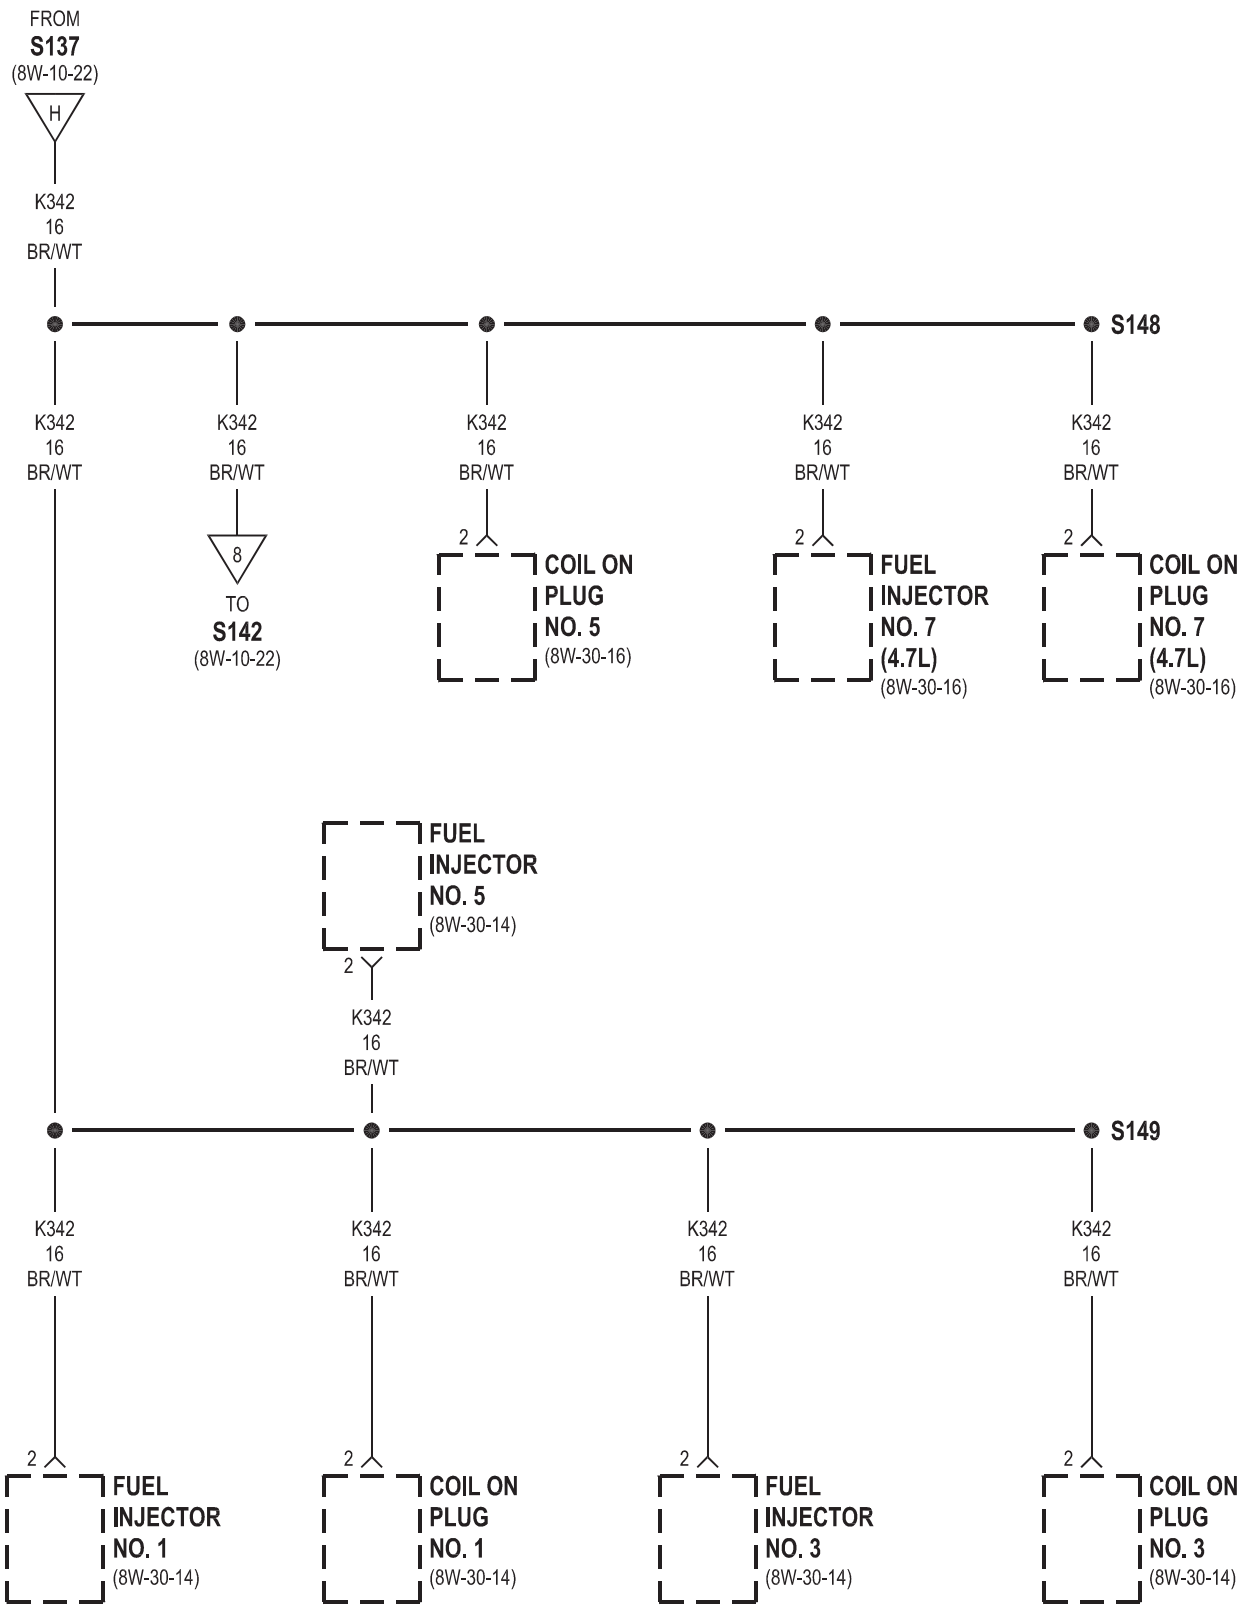 FROM
S137
(8W-10-22)
H
K342
16
BR/WT
S148
K342
16
BR/WT
K342
16
BR/WT
K342
16
BR/WT
K342
16
BR/WT
K342
16
BR/WT
8
TO
S142
(8W-10-22)
2
COIL ON
PLUG
NO. 5
(8W-30-16)
2
FUEL
INJECTOR
NO. 7
(4.7L)
(8W-30-16)
2
COIL ON
PLUG
NO. 7
(4.7L)
(8W-30-16)
FUEL
INJECTOR
NO. 5
(8W-30-14)
2
K342
16
BR/WT
S149
K342
16
BR/WT
K342
16
BR/WT
K342
16
BR/WT
K342
16
BR/WT
2
FUEL
INJECTOR
NO. 1
(8W-30-14)
2
COIL ON
PLUG
NO. 1
(8W-30-14)
2
FUEL
INJECTOR
NO. 3
(8W-30-14)
2
COIL ON
PLUG
NO. 3
(8W-30-14)